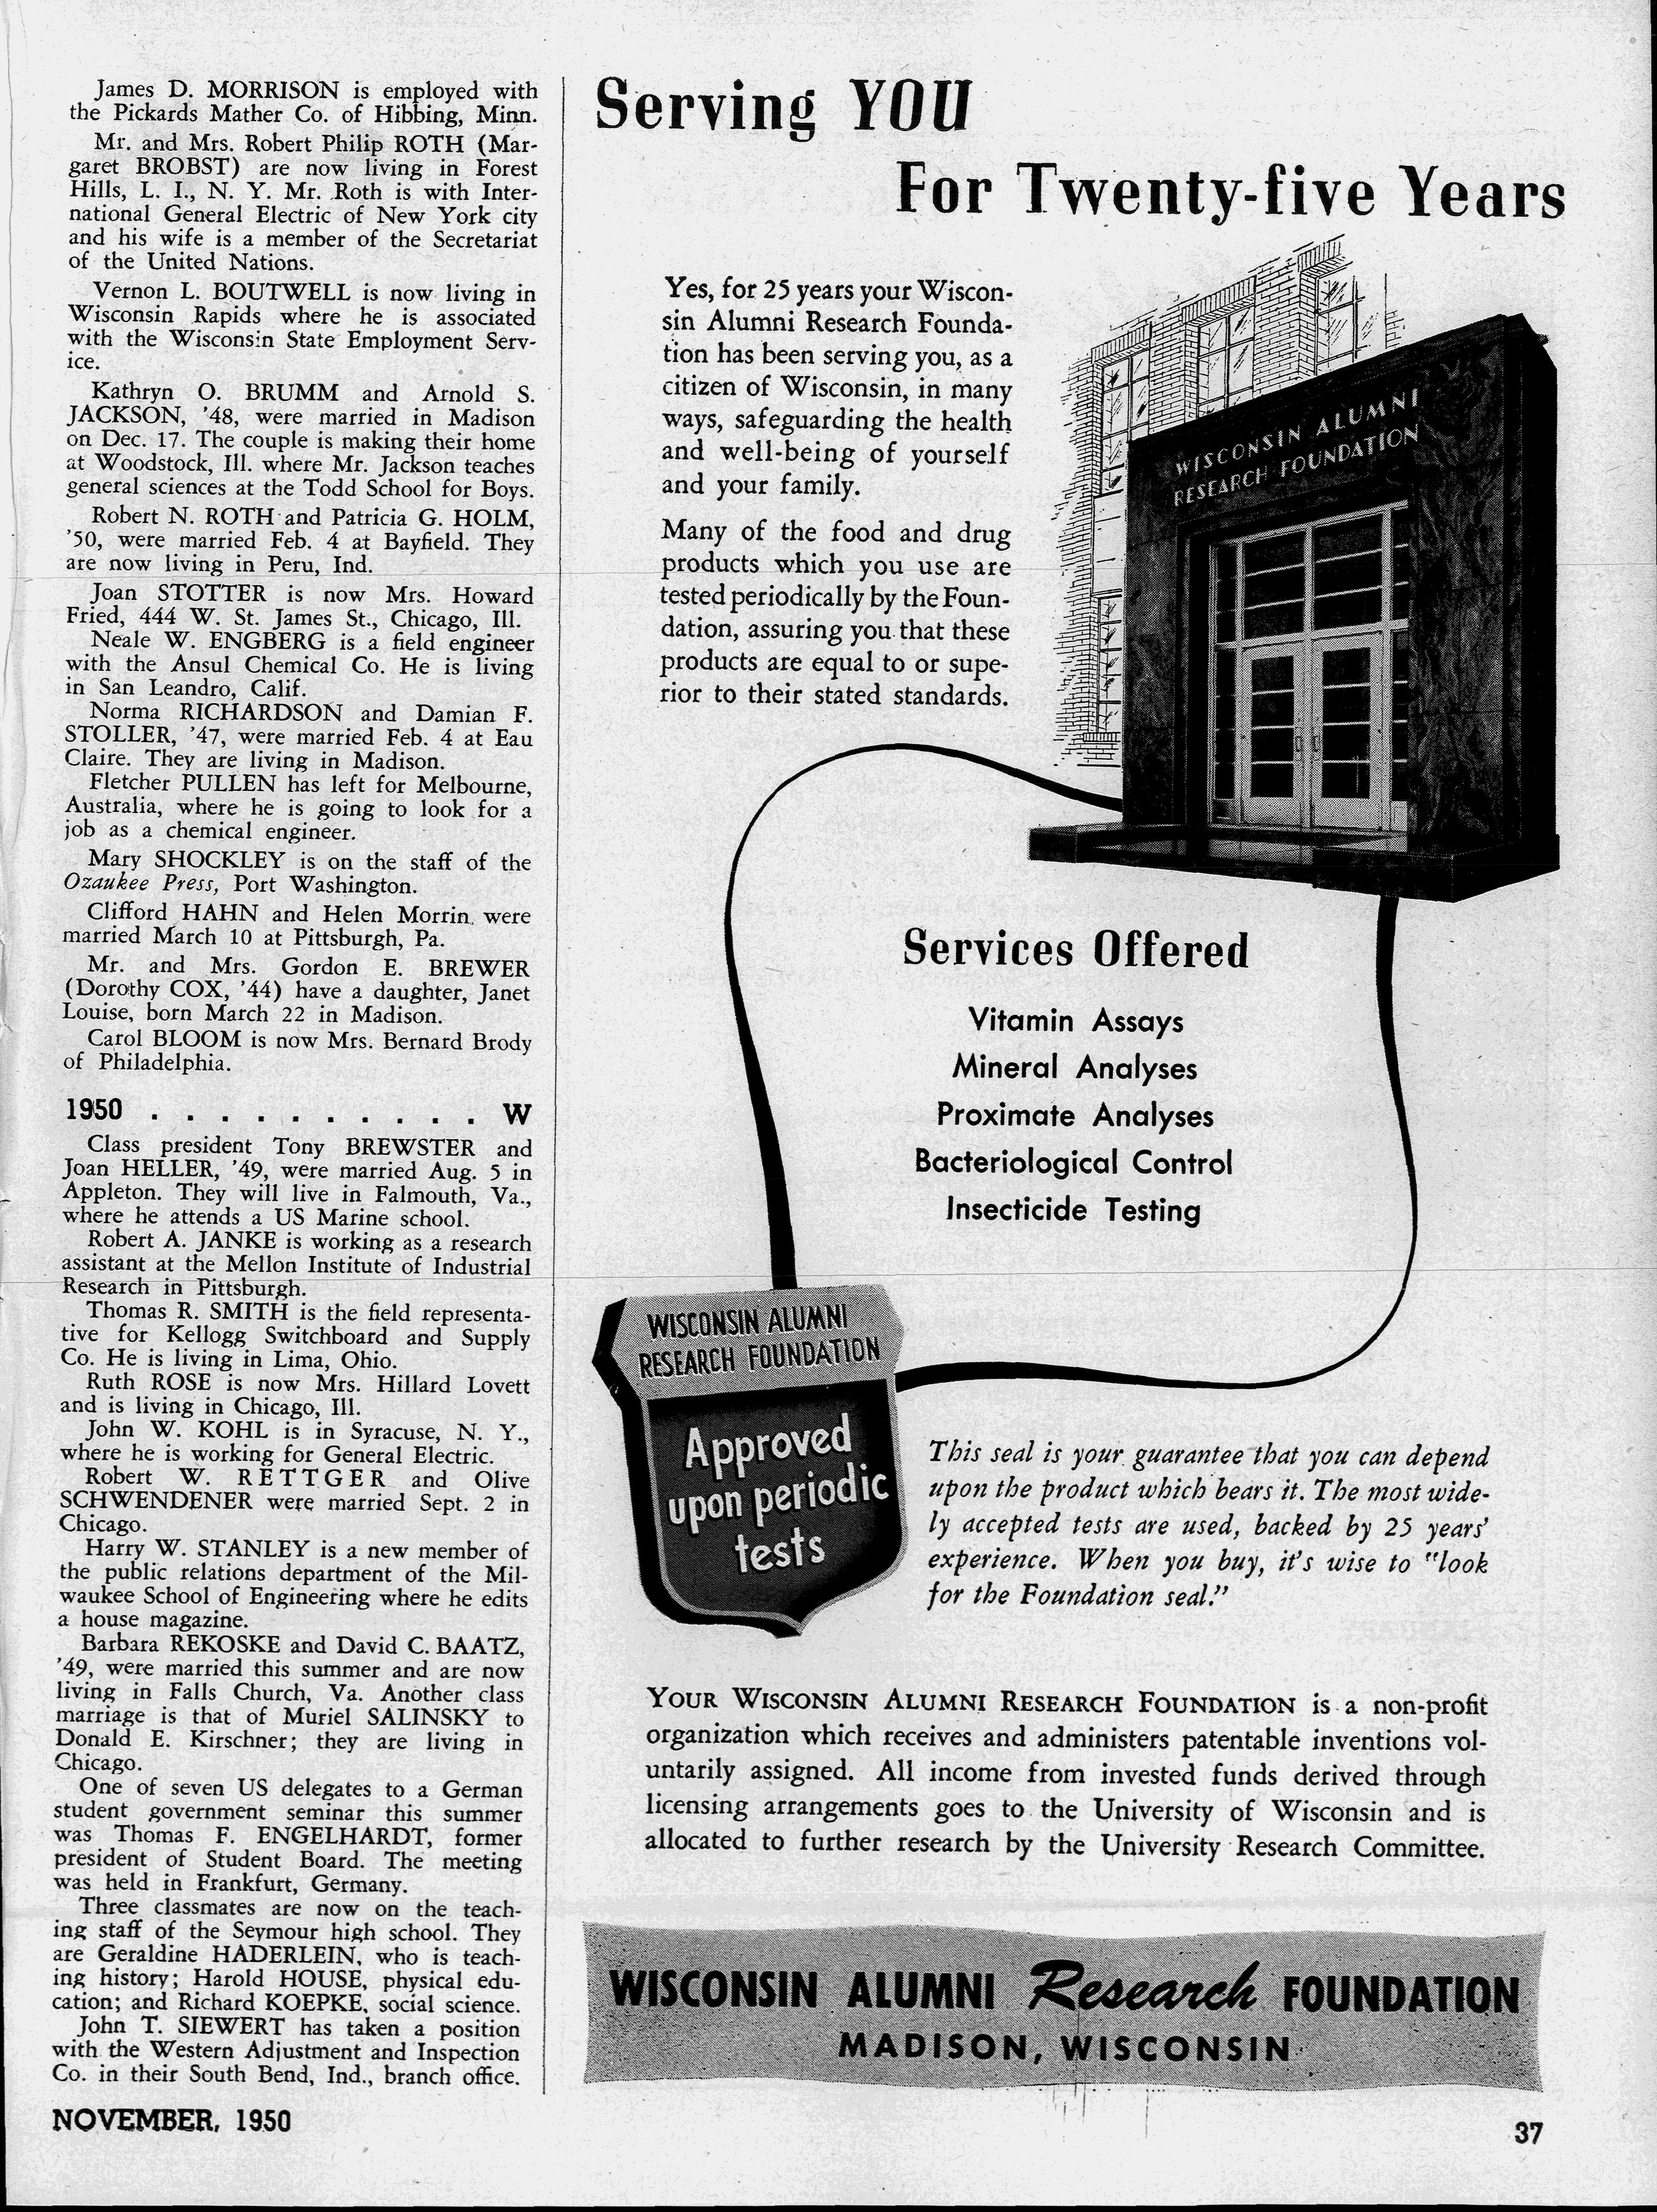 James D. MORRISON is employed with
the Pickards Mather Co. of Hibbing, Minn.
Mr. and Mrs. Robert Philip ROTH (Mar-
garet BROBST) are now living in Forest
Hills, L. I., N. Y. Mr. Roth is with Inter-
national General Electric of New York city
and his wife is a member of the Secretariat
of the United Nations.
Vernon L. BOUTWELL is now living in
Wisconsin Rapids where he is associated
with the Wisconsin State Employment Serv-
ice.
Kathryn O. BRUMM and Arnold S.
JACKSON, '48, were married in Madison
on Dec. 17. The couple is making their home
at Woodstock, Ill. where Mr. Jackson teaches
general sciences at the Todd School for Boys.
Robert N. ROTH and Patricia G. HOLM,
'50, were married Feb. 4 at Bayfield. They
are now living in Peru, Ind.
Joan STOTTER is now Mrs. Howard
Fried, 444 W. St. James St., Chicago, Ill.
Neale W. ENGBERG is a field engineer
with the Ansul Chemical Co. He is living
in San Leandro, Calif.
Norma RICHARDSON and Damian F.
STOLLER, '47, were married Feb. 4 at Eau
Claire. They are living in Madison.
Fletcher PULLEN has left for Melbourne,
Australia, where he is going to look for a
job as a chemical engineer.
Mary SHOCKLEY is on the staff of the
Ozaukee Press, Port Washington.
Clifford HAHN and Helen Morrin were
married March 10 at Pittsburgh, Pa.
Mr. and Mrs. Gordon E. BREWER
(Dorothy COX, '44) have a daughter, Janet
Louise, born March 22 in Madison.
Carol BLOOM is now Mrs. Bernard Brody
of Philadelphia.
1950 . . . . . . . . . . . W
Class president Tony BREWSTER and
Joan HELLER, '49, were married Aug. 5 in
Appleton. They will live in Falmouth, Va.,
where he attends a US Marine school.
Robert A. JANKE is working as a research
assistant at the Mellon Institute of Industrial
Research in Pittsburgh.
Thomas R. SMITH is the field representa-
tive for Kellogg Switchboard and Supply
Co. He is living in Lima, Ohio.
Ruth ROSE is now Mrs. Hillard Lovett
and is living in Chicago, Ill.
John W. KOHL is in Syracuse, N. Y.,
where he is working for General Electric.
Robert W. RETTGER and Olive
SCHWENDENER were married Sept. 2 in
Chicago.
Harry W. STANLEY is a new member of
the public relations department of the Mil-
waukee School of Engineering where he edits
a house magazine.
Barbara REKOSKE and David C. BAATZ,
'49, were married this summer and are now
living in Falls Church, Va. Another class
marriage is that of Muriel SALINSKY to
Donald E. Kirschner; they are living in
Chicago.
One of seven US delegates to a German
student government seminar this summer
was Thomas F. ENGELHARDT, former
president of Student Board. The meeting
was held in Frankfurt, Germany.
Three classmates are now on the teach-
ing staff of the Seymour high school. They
are Geraldine HADERLEIN, who is teach-
ing history; Harold HOUSE, physical edu-
cation; and Richard KOEPKE, social science.
John T. SIEWERT has taken a position
with the Western Adjustment and Inspection
Co. in their South Bend, Ind., branch office.
Serving YOU
For Twenty-five Years
Yes, for 25 years your Wiscon-
sin Alumni Research Founda-
tion has been serving you, as a
citizen of Wisconsin, in many
ways, safeguarding the health
and well-being of yourself
and your family.
Many of the food and drug
products which you use are
tested periodically by the Foun-
dation, assuring you that these
products are equal to or supe-
rior to their stated standards.
WISCONSIN ALUMNI
RESEARCH FOUNDATION
Services Offered
Vitamin Assays
Mineral Analyses
Proximate Analyses
Bacteriological Control
Insecticide Testing
WISCONSIN ALUMNI
RESEARCH FOUNDATION
Approved
upon periodic
tests
This seal is your guarantee that you can depend
upon the product which bears it. The most wide-
ly accepted tests are used, backed by 25 years'
experience. When you buy, it's wise to "look
for the Foundation seal."
YOUR WISCONSIN ALUMNI RESEARCH FOUNDATION is a non-profit
organization which receives and administers patentable inventions vol-
untarily assigned. All income from invested funds derived through
licensing arrangements goes to the University of Wisconsin and is
allocated to further research by the University Research Committee.
WISCONSIN ALUMNI Research FOUNDATION
MADISON, WISCONSIN
NOVEMBER, 1950
37